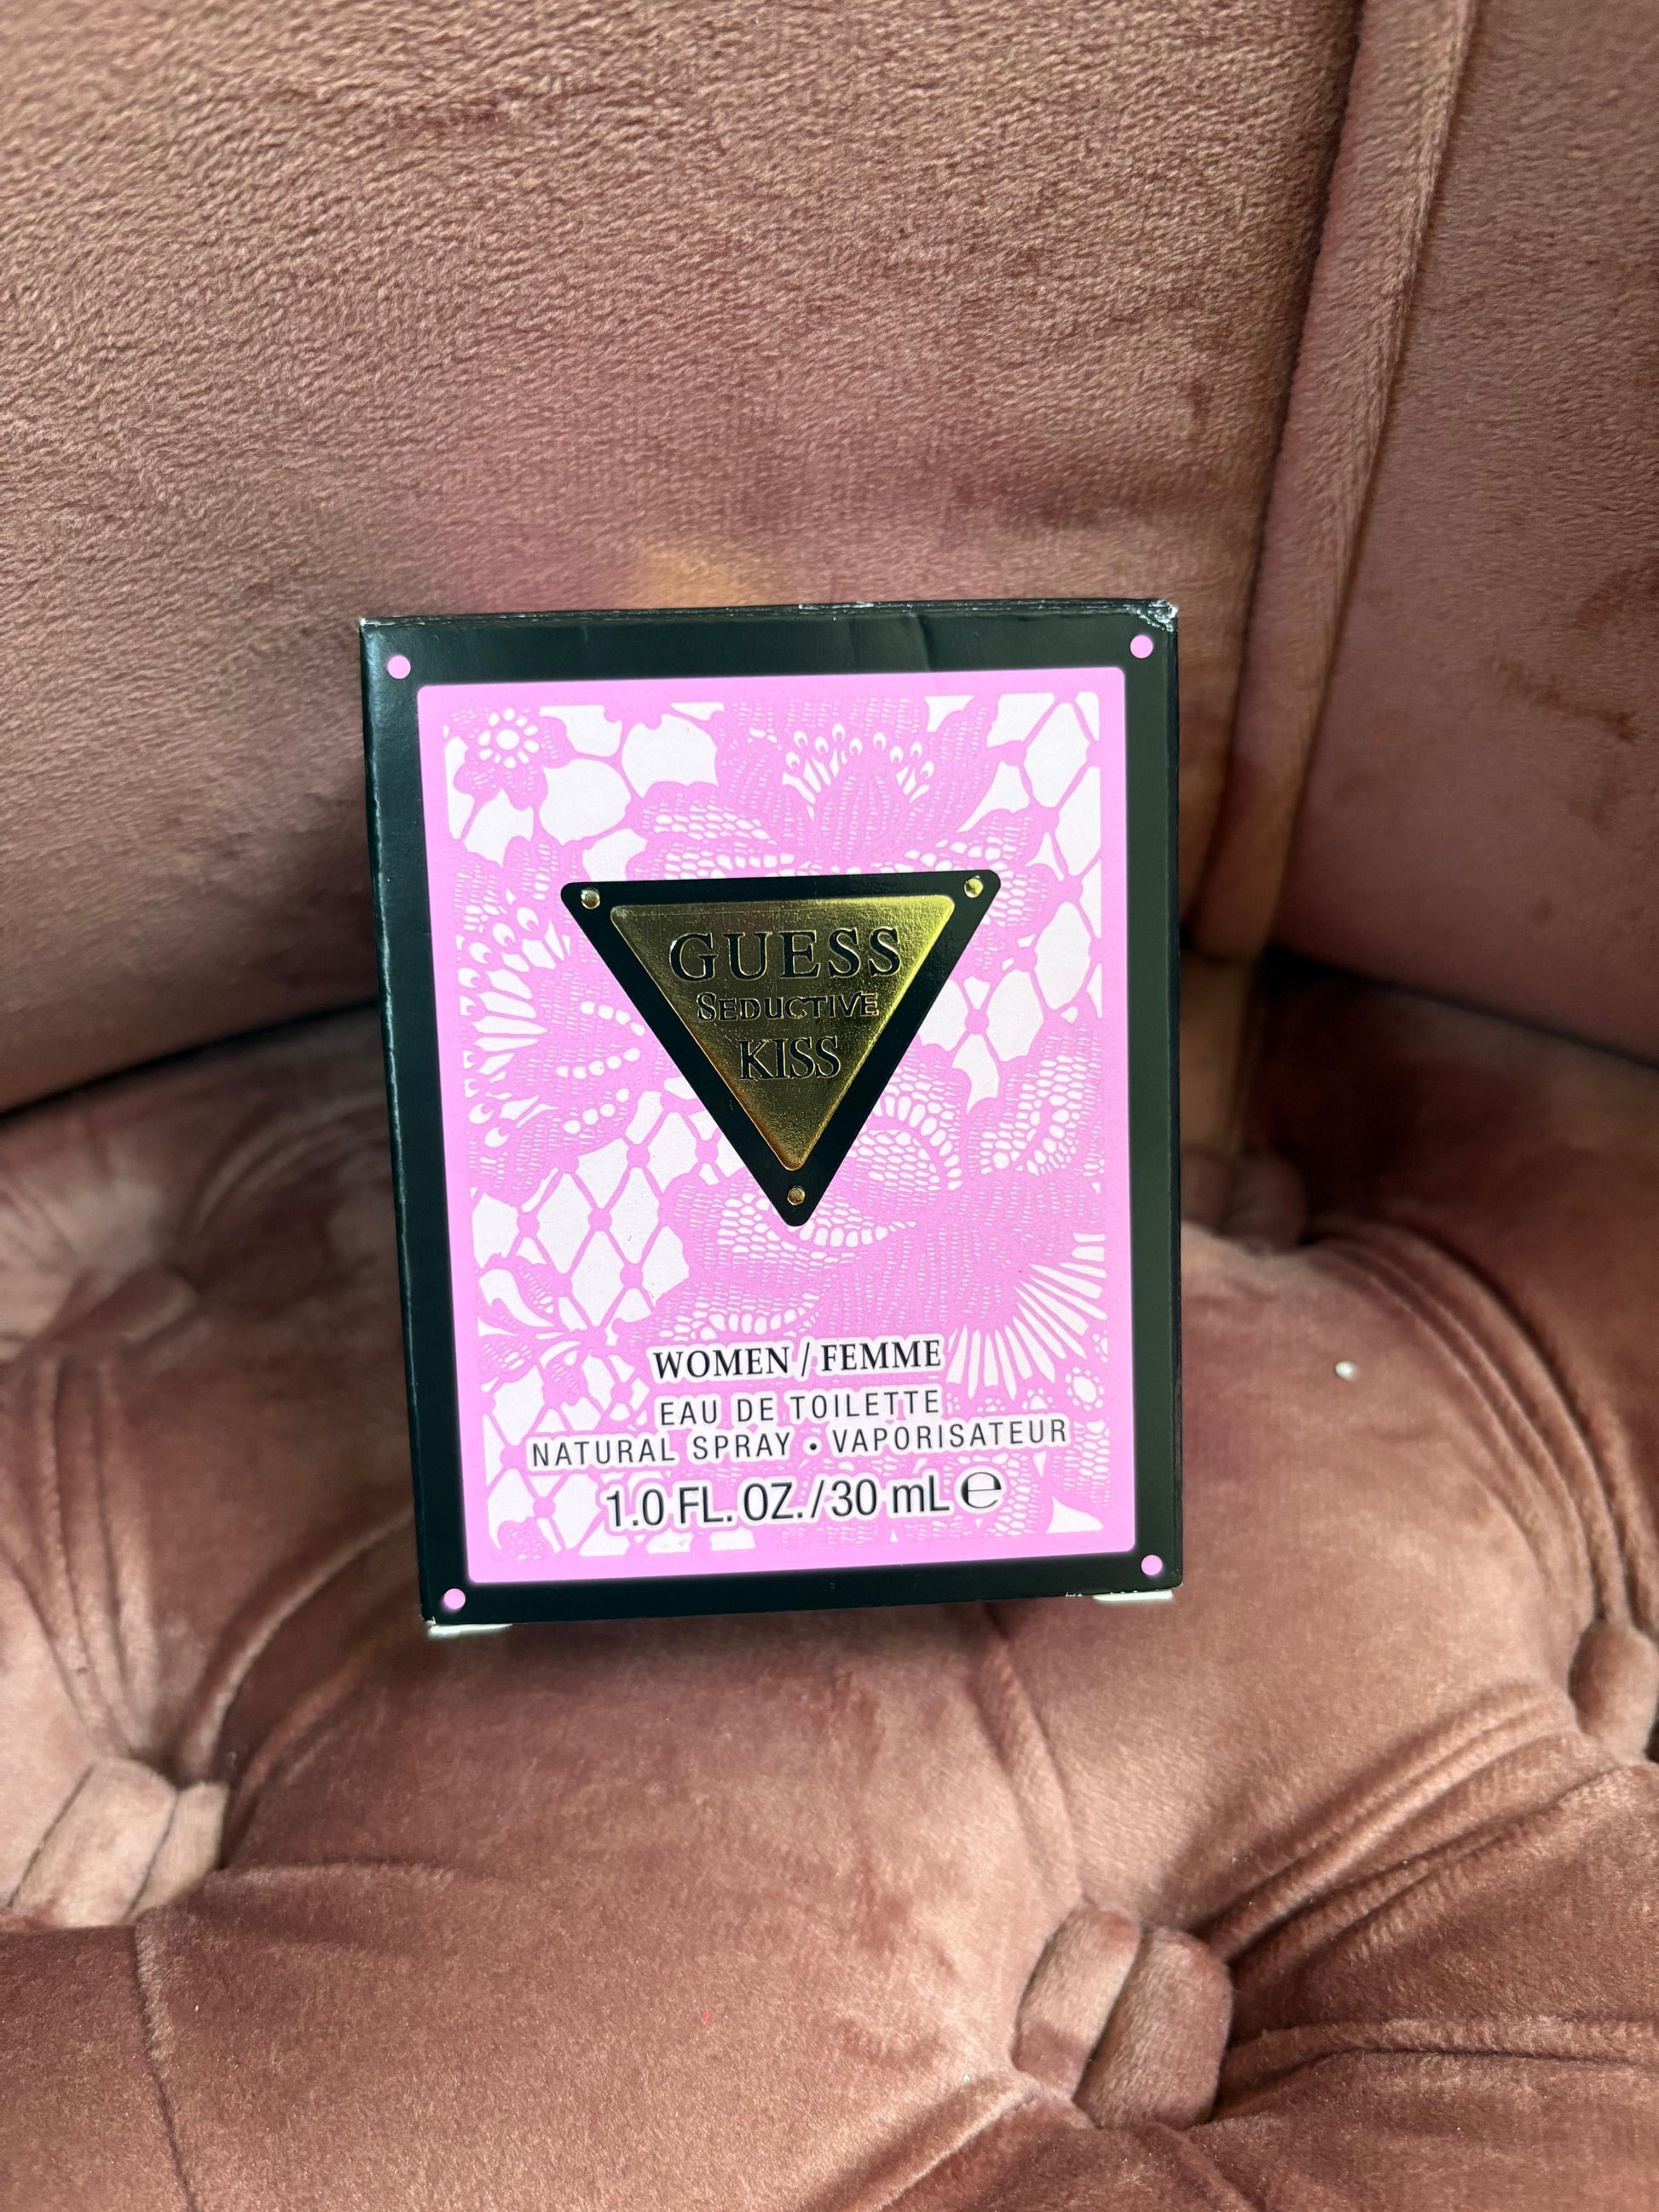 GUESS
SEDUCTIVE
KISS
WOMEN / FEMME
EAU DE TOILETTE
NATURAL SPRAY • VAPORISATEUR
1.0 FL. OZ./30 mL ℮